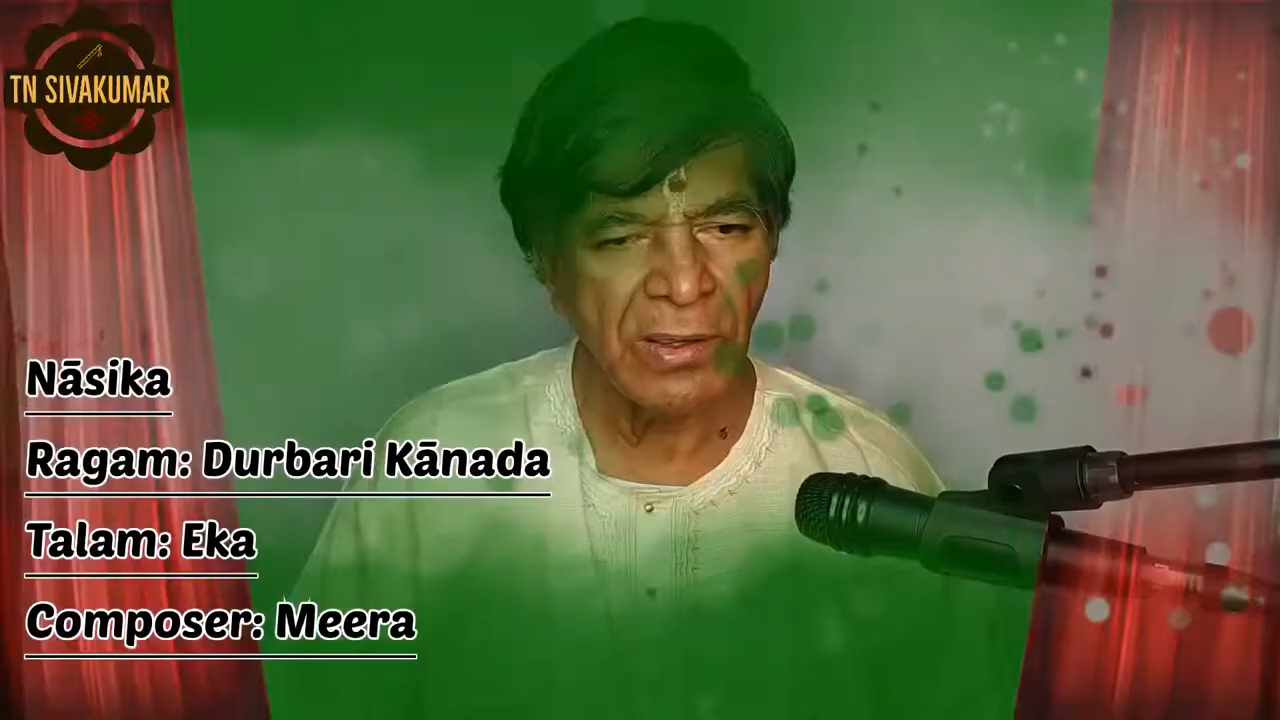 TN SIVAKUMAR
Nāsika
Ragam: Durbari Kānada
Talam: Eka
Composer: Meera